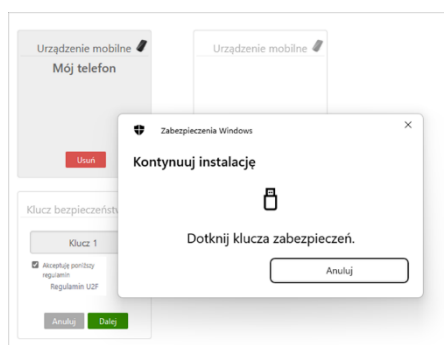 Urządzenie mobilne
Mój telefon
Usuń
Urządzenie mobilne
Klucz bezpieczeństw
Klucz 1
Akceptuję poniższy
regulamin
Regulamin U2F
Anuluj
Dalej
Zabezpieczenia Windows
Kontynuuj instalację
Dotknij klucza zabezpieczeń.
Anuluj